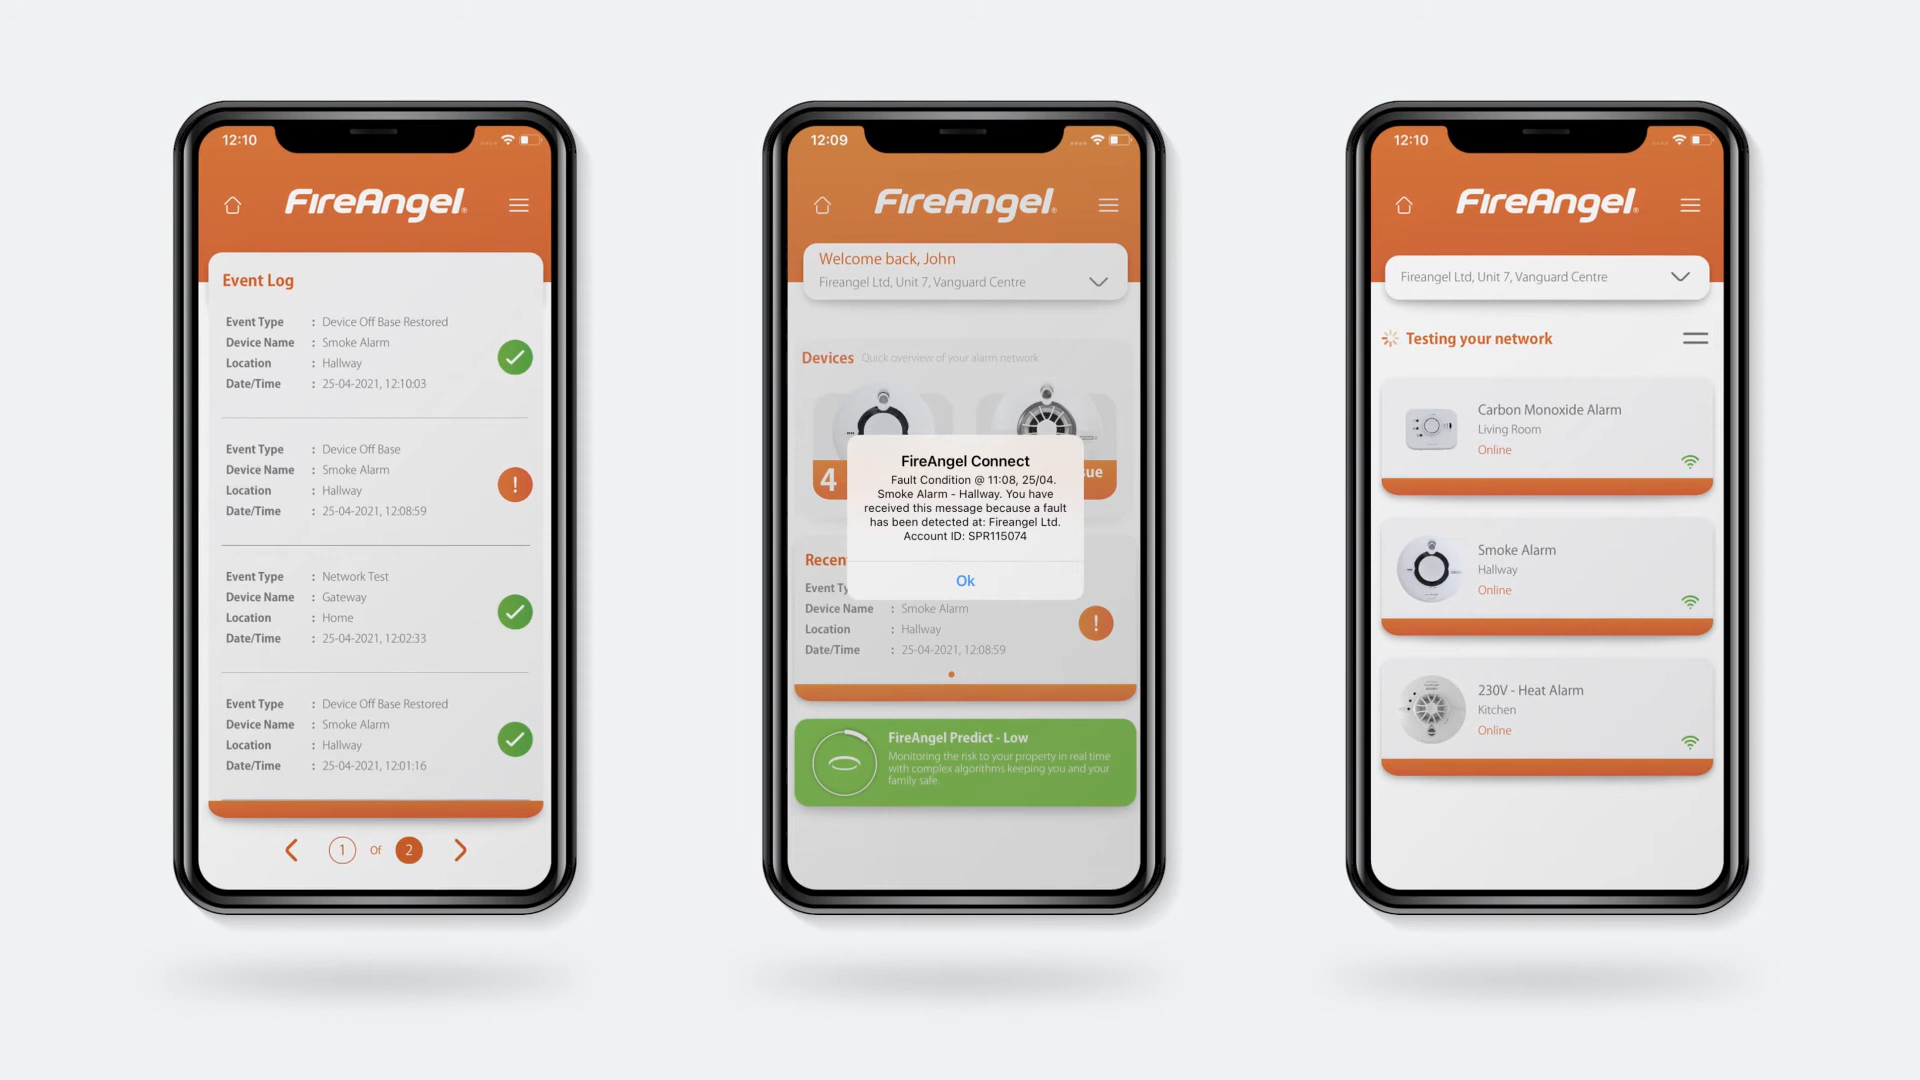 12:10
FireAngel®
Event Log
Event Type : Device Off Base Restored
Device Name : Smoke Alarm
Location : Hallway
Date/Time : 25-04-2021, 12:10:03
Event Type : Device Off Base
Device Name : Smoke Alarm
Location : Hallway
Date/Time : 25-04-2021, 12:08:59
Event Type : Network Test
Device Name : Gateway
Location : Home
Date/Time : 25-04-2021, 12:02:33
Event Type : Device Off Base Restored
Device Name : Smoke Alarm
Location : Hallway
Date/Time : 25-04-2021, 12:01:16
1 Of 2
12:09
FireAngel®
Welcome back, John
Fireangel Ltd, Unit 7, Vanguard Centre
Devices Quick overview of your alarm network
4
ue
FireAngel Connect
Fault Condition @ 11:08, 25/04.
Smoke Alarm - Hallway. You have
received this message because a fault
has been detected at: Fireangel Ltd.
Account ID: SPR115074
Ok
Recen
Event Ty
Device Name : Smoke Alarm
Location : Hallway
Date/Time : 25-04-2021, 12:08:59
FireAngel Predict - Low
Monitoring the risk to your property in real time
with complex algorithms keeping you and your
family safe.
12:10
FireAngel®
Fireangel Ltd, Unit 7, Vanguard Centre
Testing your network
Carbon Monoxide Alarm
Living Room
Online
Smoke Alarm
Hallway
Online
230V - Heat Alarm
Kitchen
Online